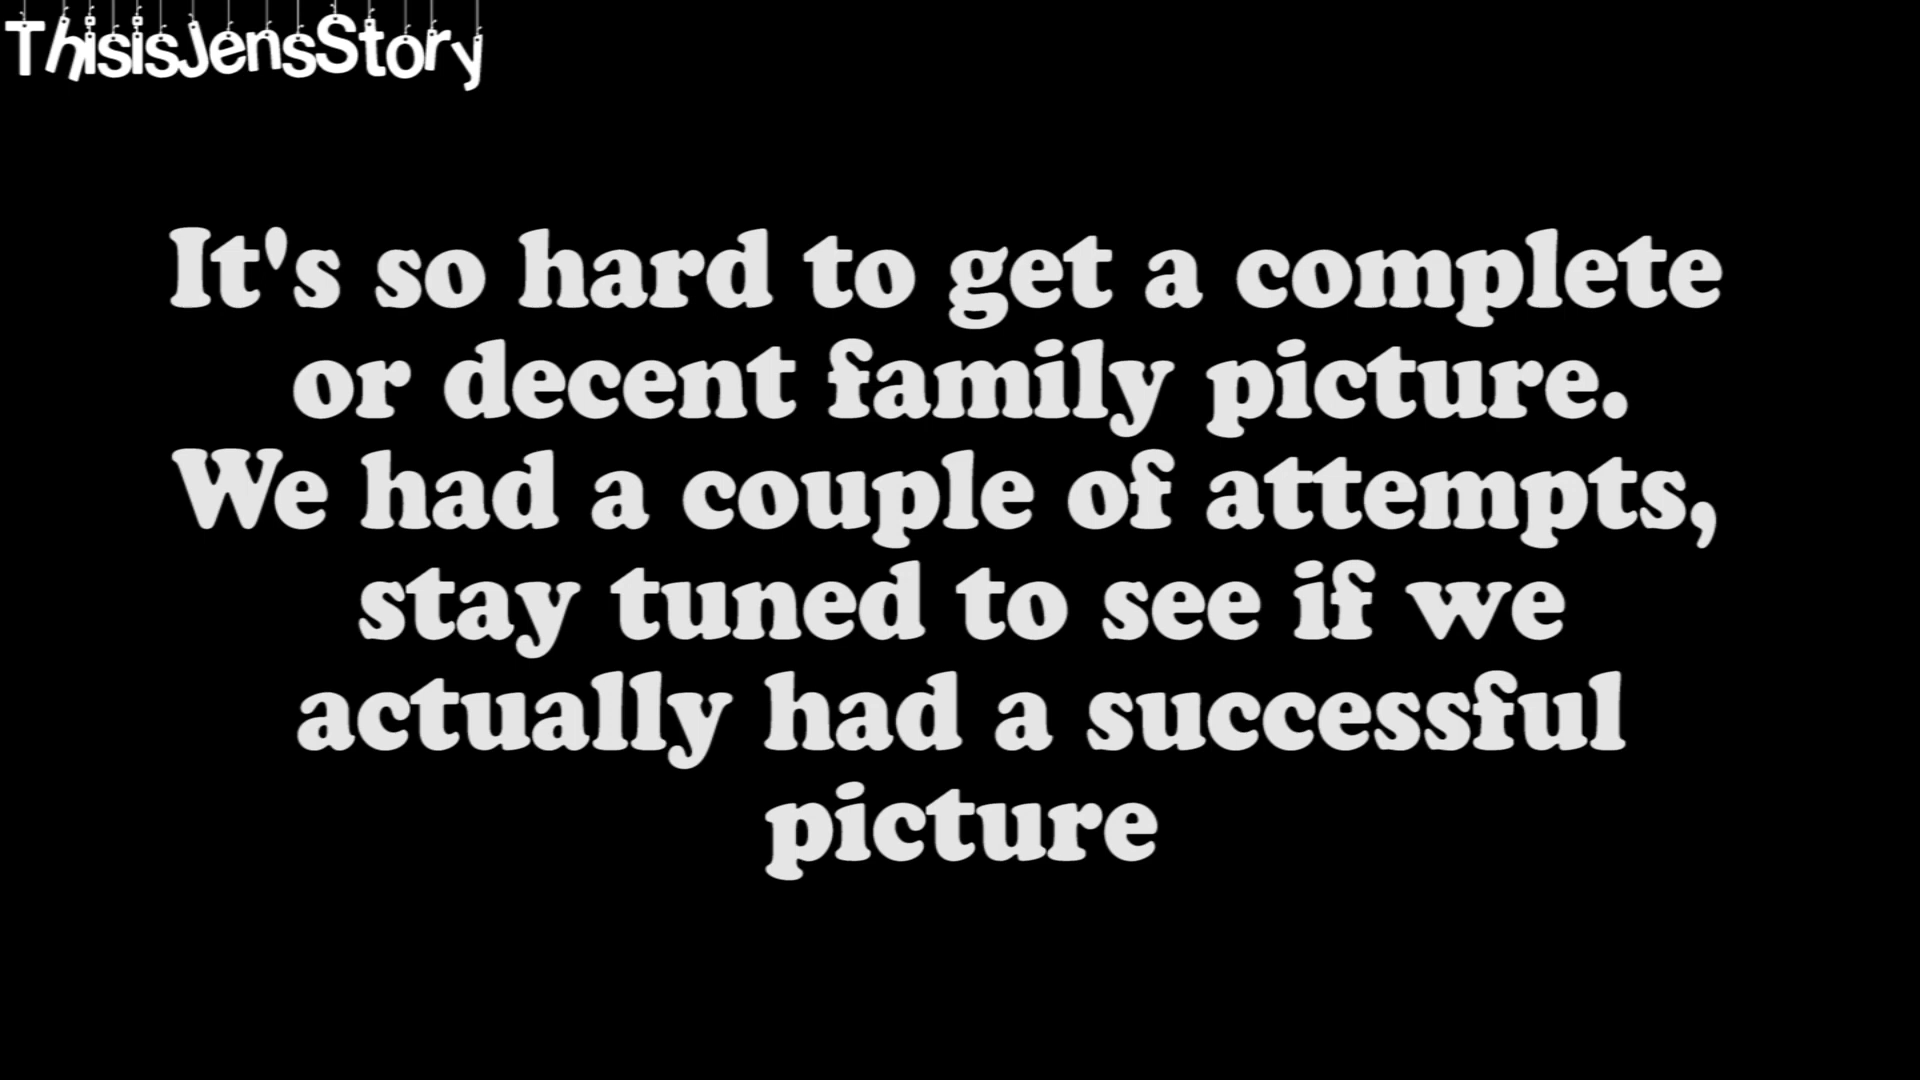 ThisisJensStory
It's so hard to get a complete
or decent family picture.
We had a couple of attempts,
stay tuned to see if we
actually had a successful
picture